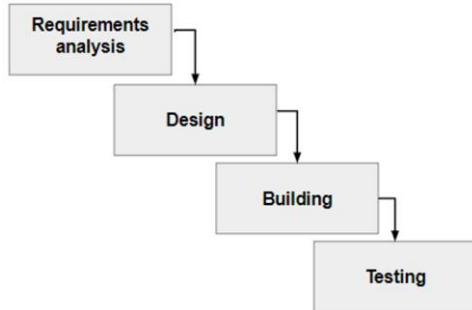 Requirements
analysis
Design
Building
Testing